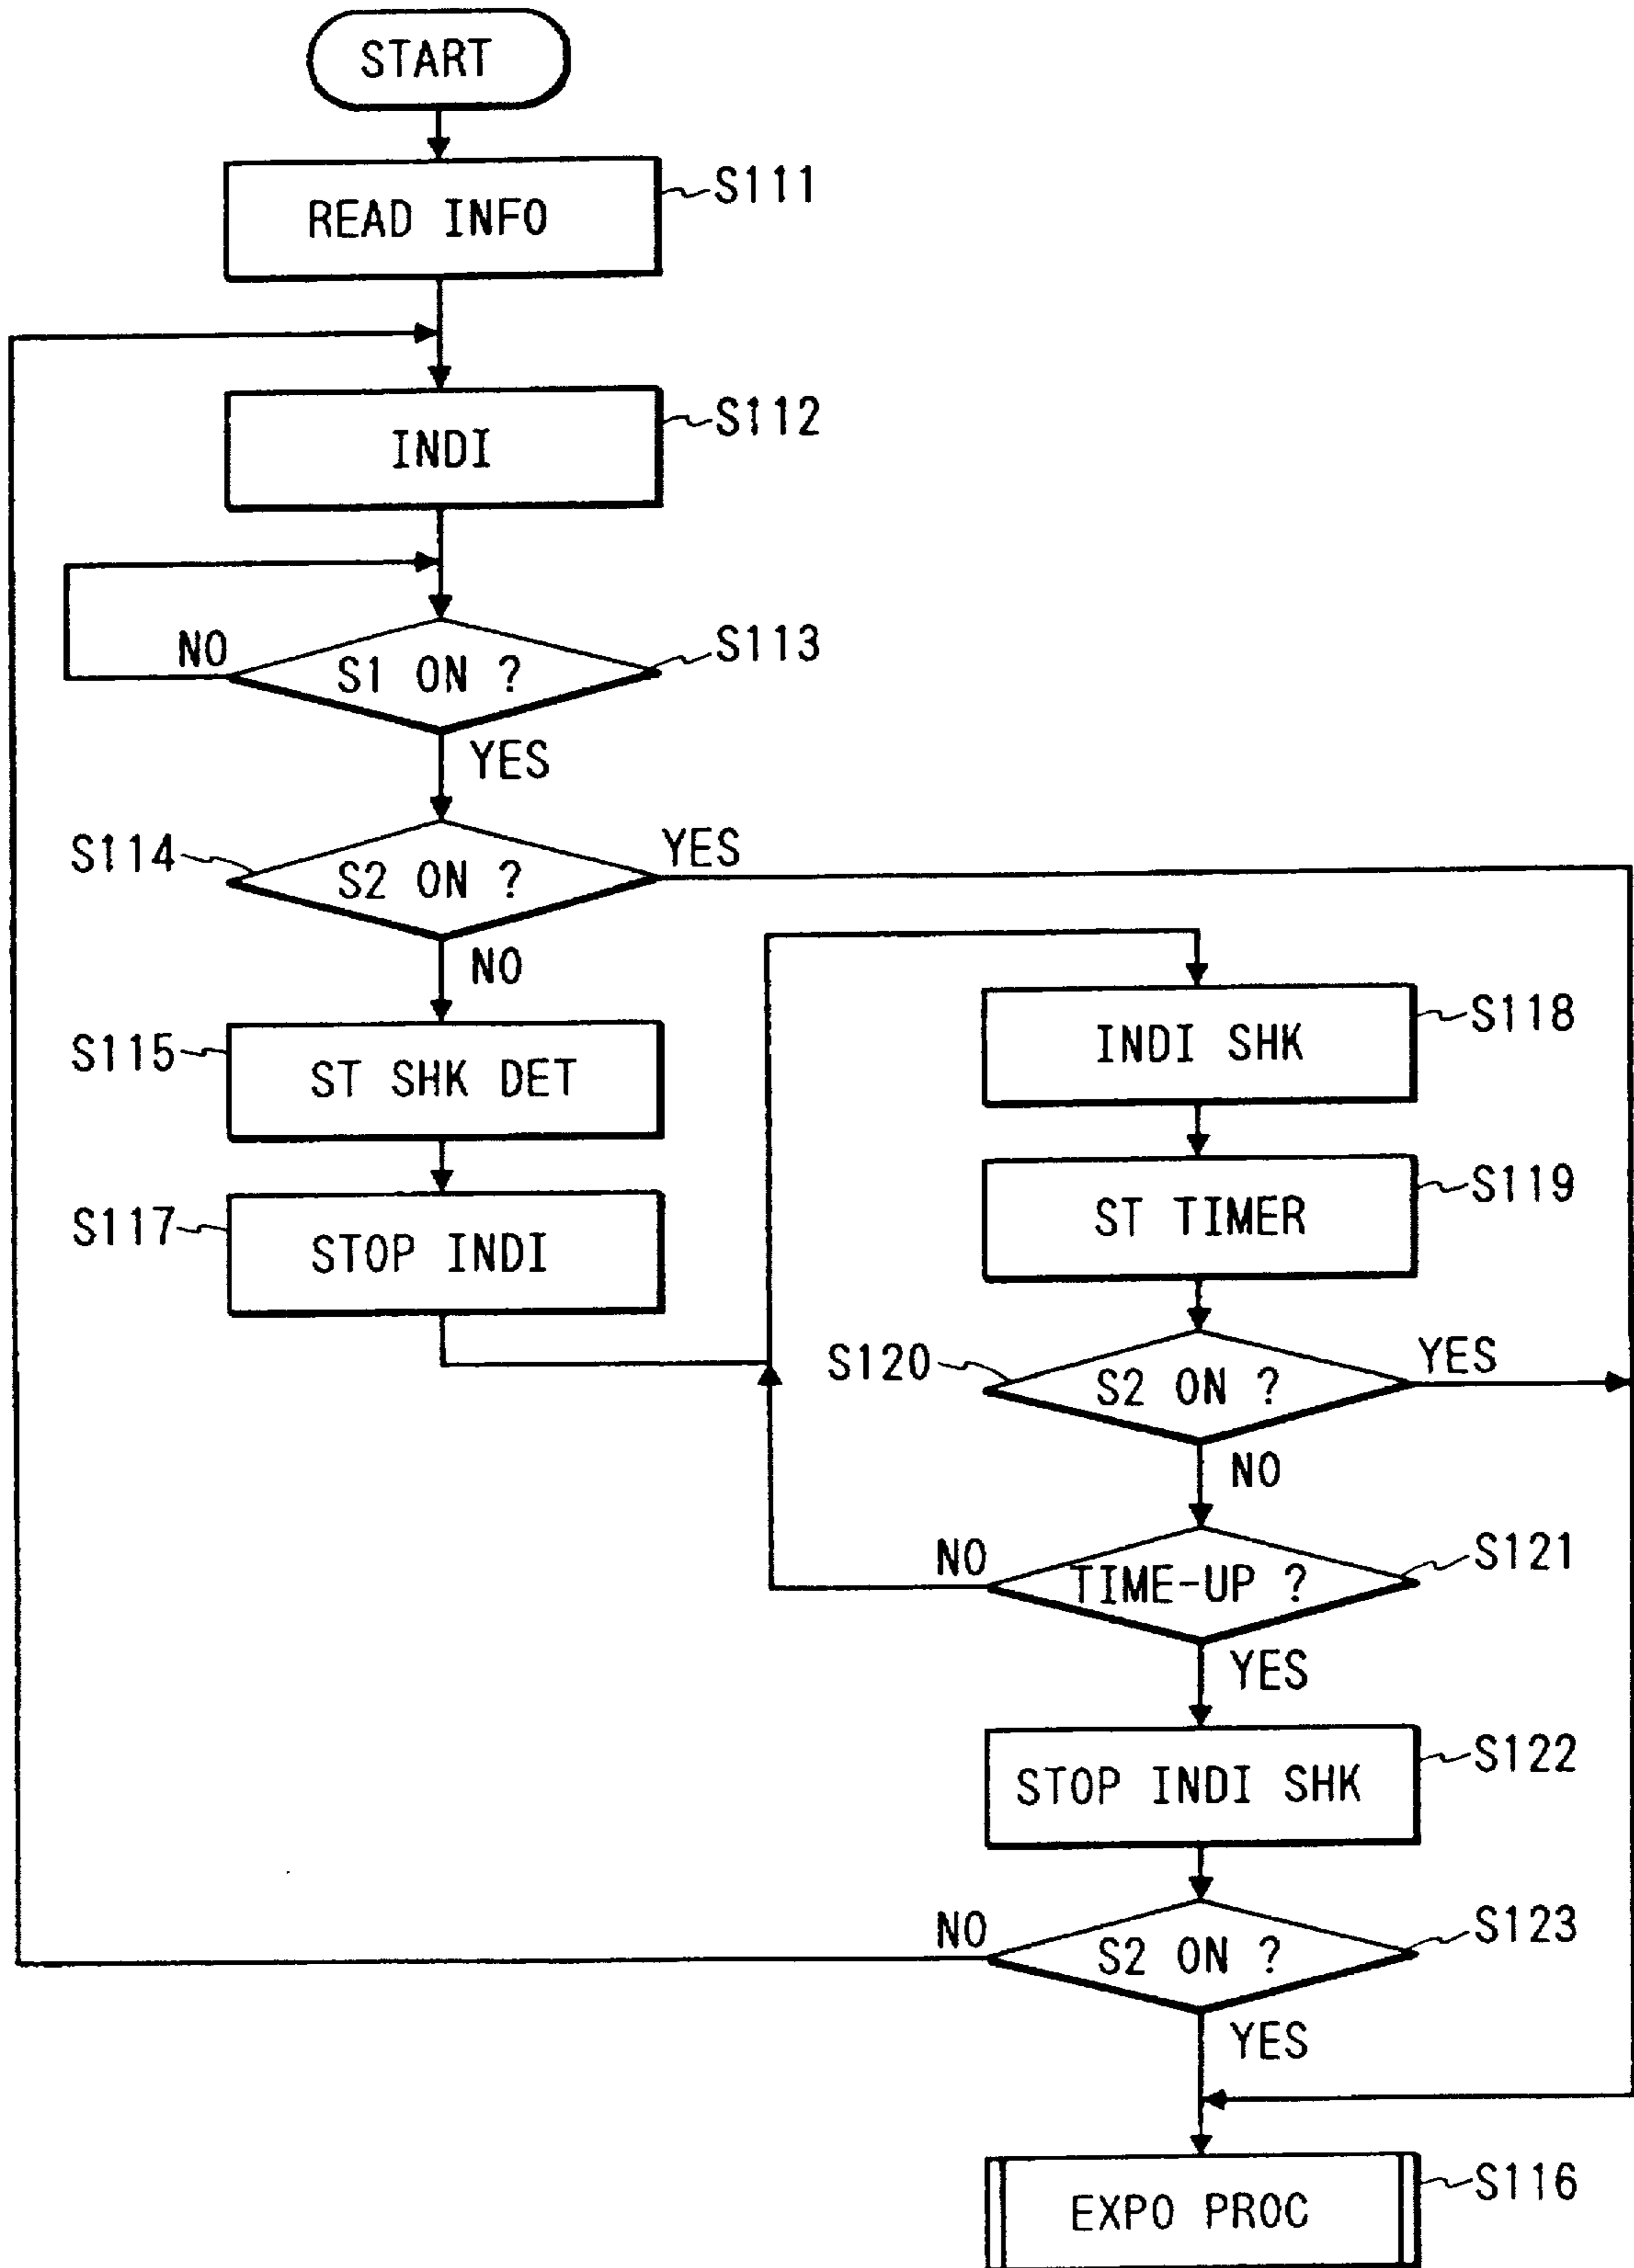 START
READ INFO
S111
INDI
S112
S1 ON ?
S113
NO
YES
S114
S2 ON ?
YES
NO
S115
ST SHK DET
S117
STOP INDI
INDI SHK
S118
ST TIMER
S119
S120
S2 ON ?
YES
NO
NO
TIME-UP ?
S121
YES
STOP INDI SHK
S122
NO
S2 ON ?
S123
YES
EXPO PROC
S116